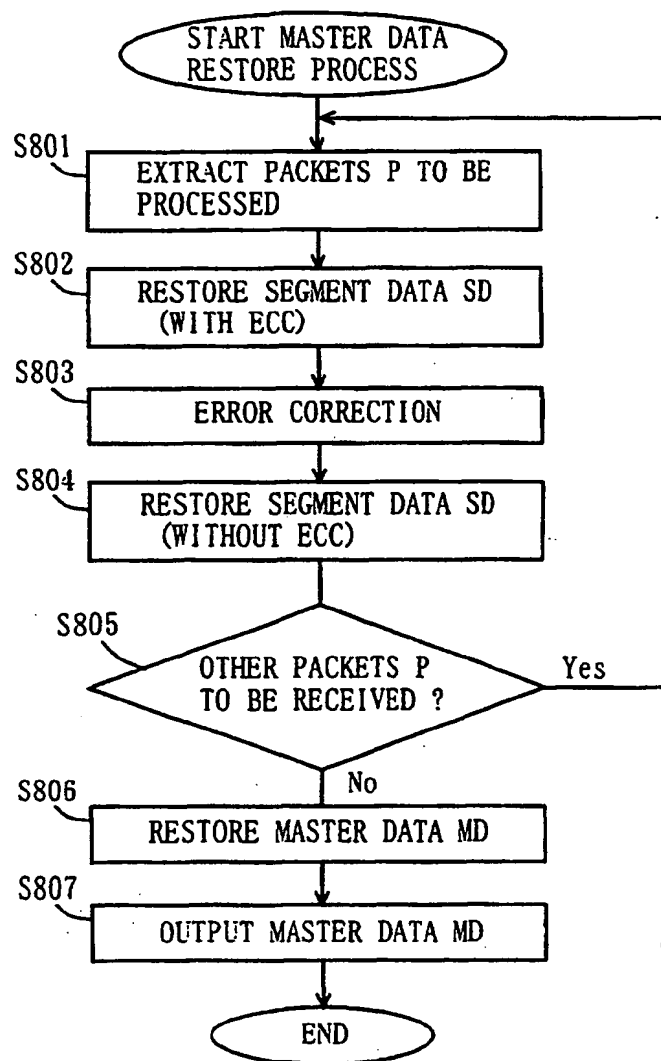 START MASTER DATA
RESTORE PROCESS
S801
EXTRACT PACKETS P TO BE
PROCESSED
S802
RESTORE SEGMENT DATA SD
(WITH ECC)
S803
ERROR CORRECTION
S804
RESTORE SEGMENT DATA SD
(WITHOUT ECC)
S805
OTHER PACKETS P
TO BE RECEIVED ?
Yes
No
S806
RESTORE MASTER DATA MD
S807
OUTPUT MASTER DATA MD
END